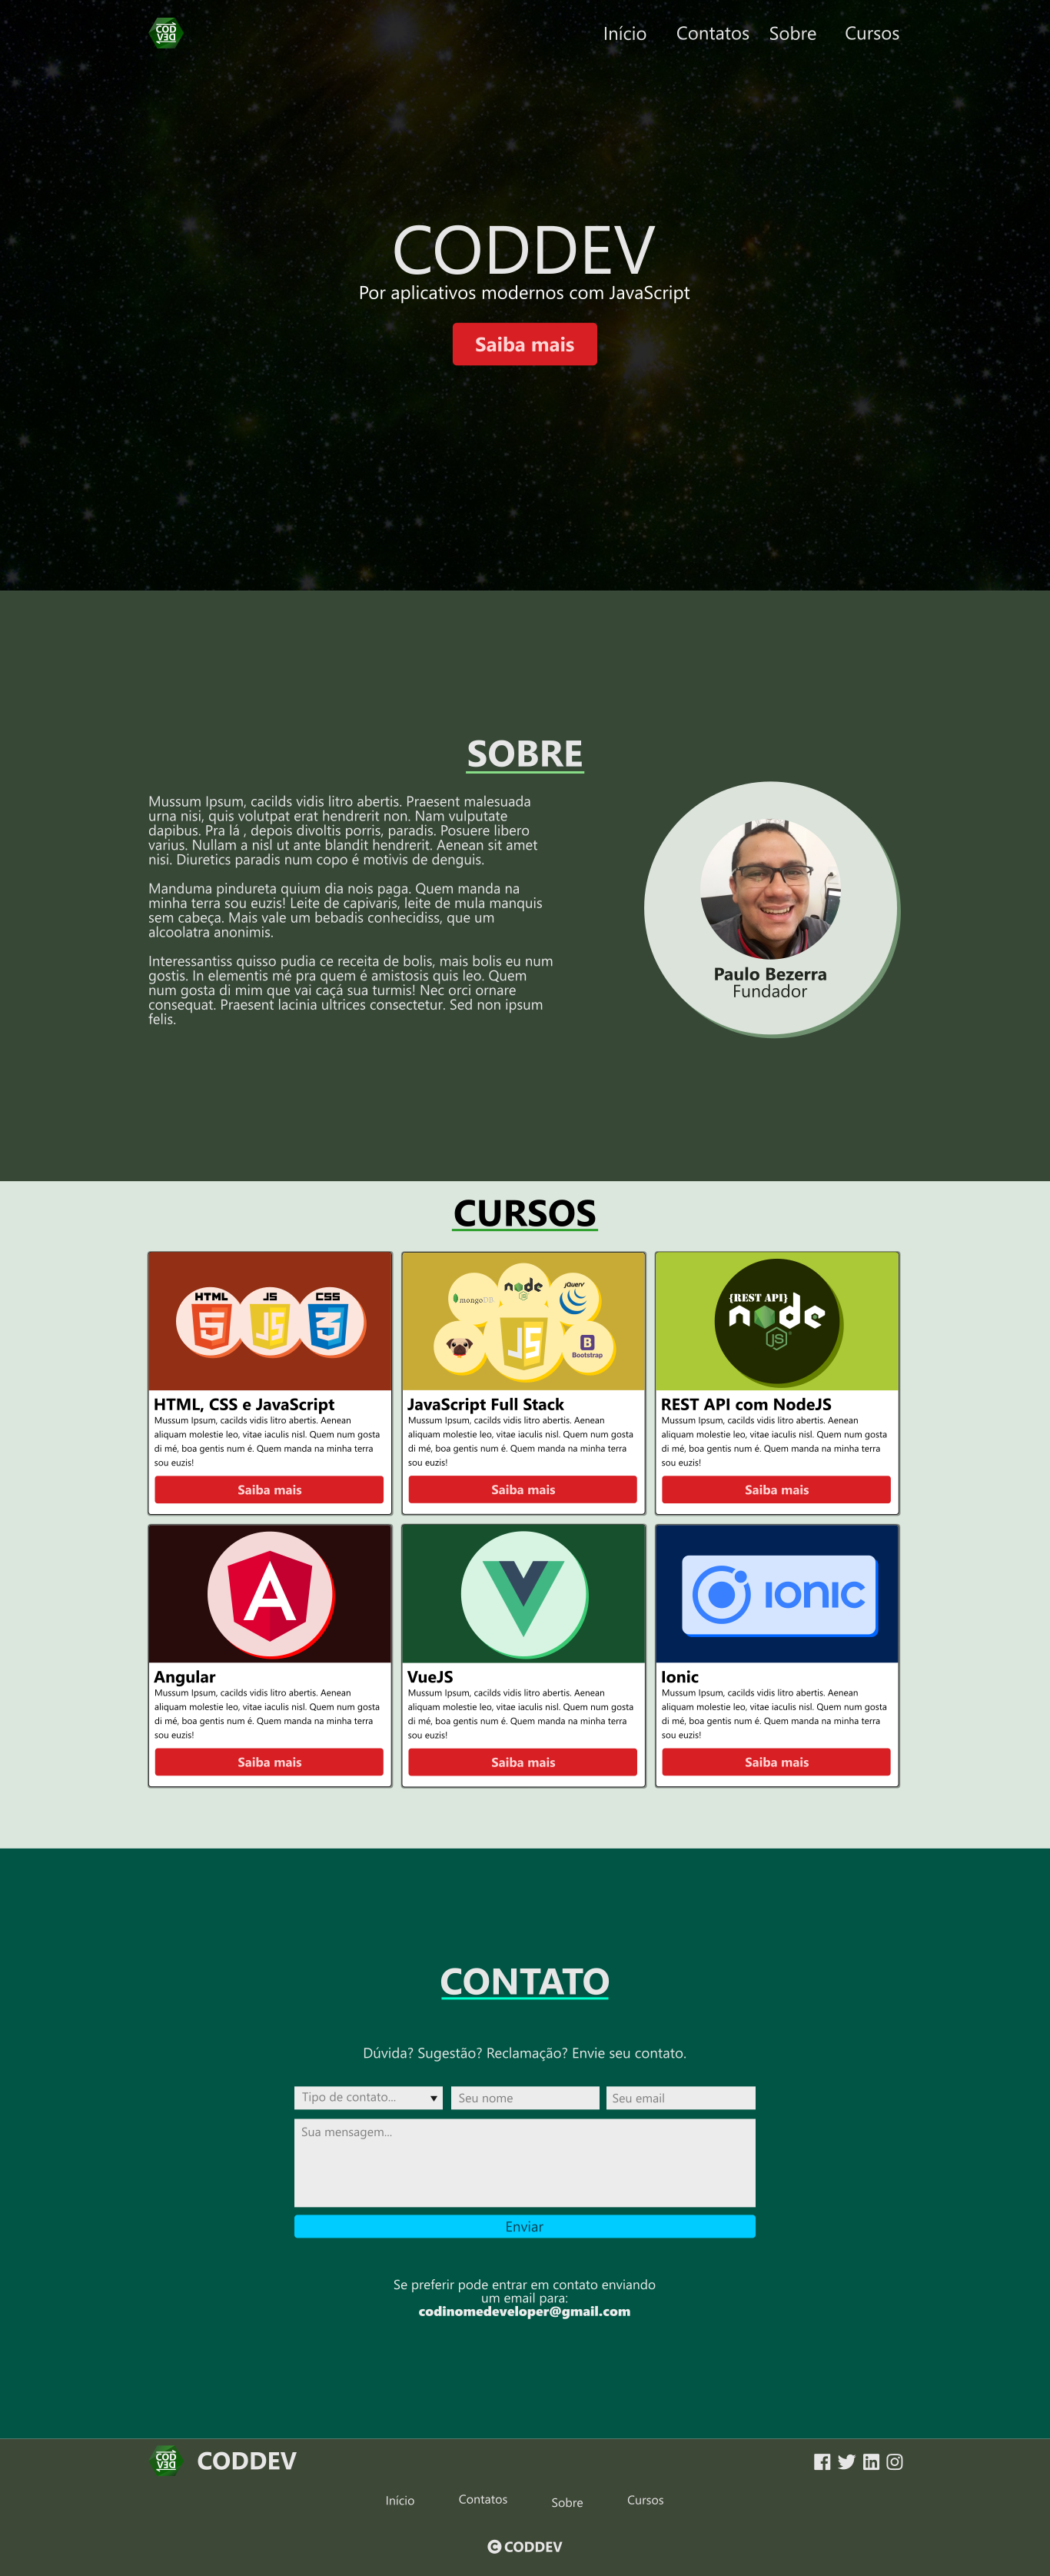 COD
DEV
Início Contatos Sobre Cursos
CODDEV
Por aplicativos modernos com JavaScript
Saiba mais
SOBRE
Mussum Ipsum, cacilds vidis litro abertis. Praesent malesuada
urna nisi, quis volutpat erat hendrerit non. Nam vulputate
dapibus. Pra lá , depois divoltis porris, paradis. Posuere libero
varius. Nullam a nisl ut ante blandit hendrerit. Aenean sit amet
nisi. Diuretics paradis num copo é motivis de denguis.
Manduma pindureta quium dia nois paga. Quem manda na
minha terra sou euzis! Leite de capivaris, leite de mula manquis
sem cabeça. Mais vale um bebadis conhecidiss, que um
alcoolatra anonimis.
Interessantiss quisso pudia ce receita de bolis, mais bolis eu num
gostis. In elementis mé pra quem é amistosis quis leo. Quem
num gosta di mim que vai caçá sua turmis! Nec orci ornare
consequat. Praesent lacinia ultrices consectetur. Sed non ipsum
felis.
Paulo Bezerra
Fundador
CURSOS
HTML JS CSS
5 JS 3
HTML, CSS e JavaScript
Mussum Ipsum, cacilds vidis litro abertis. Aenean
aliquam molestie leo, vitae iaculis nisl. Quem num gosta
di mé, boa gentis num é. Quem manda na minha terra
sou euzis!
Saiba mais
mongoDB node JS jQuery
JS B
Bootstrap
JavaScript Full Stack
Mussum Ipsum, cacilds vidis litro abertis. Aenean
aliquam molestie leo, vitae iaculis nisl. Quem num gosta
di mé, boa gentis num é. Quem manda na minha terra
sou euzis!
Saiba mais
{REST API}
node
JS
REST API com NodeJS
Mussum Ipsum, cacilds vidis litro abertis. Aenean
aliquam molestie leo, vitae iaculis nisl. Quem num gosta
di mé, boa gentis num é. Quem manda na minha terra
sou euzis!
Saiba mais
A
Angular
Mussum Ipsum, cacilds vidis litro abertis. Aenean
aliquam molestie leo, vitae iaculis nisl. Quem num gosta
di mé, boa gentis num é. Quem manda na minha terra
sou euzis!
Saiba mais
VueJS
Mussum Ipsum, cacilds vidis litro abertis. Aenean
aliquam molestie leo, vitae iaculis nisl. Quem num gosta
di mé, boa gentis num é. Quem manda na minha terra
sou euzis!
Saiba mais
IONIC
Ionic
Mussum Ipsum, cacilds vidis litro abertis. Aenean
aliquam molestie leo, vitae iaculis nisl. Quem num gosta
di mé, boa gentis num é. Quem manda na minha terra
sou euzis!
Saiba mais
CONTATO
Dúvida? Sugestão? Reclamação? Envie seu contato.
Tipo de contato... Seu nome Seu email
Sua mensagem...
Enviar
Se preferir pode entrar em contato enviando
um email para:
codinomedeveloper@gmail.com
COD
DEV
CODDEV
Início Contatos Sobre Cursos
© CODDEV